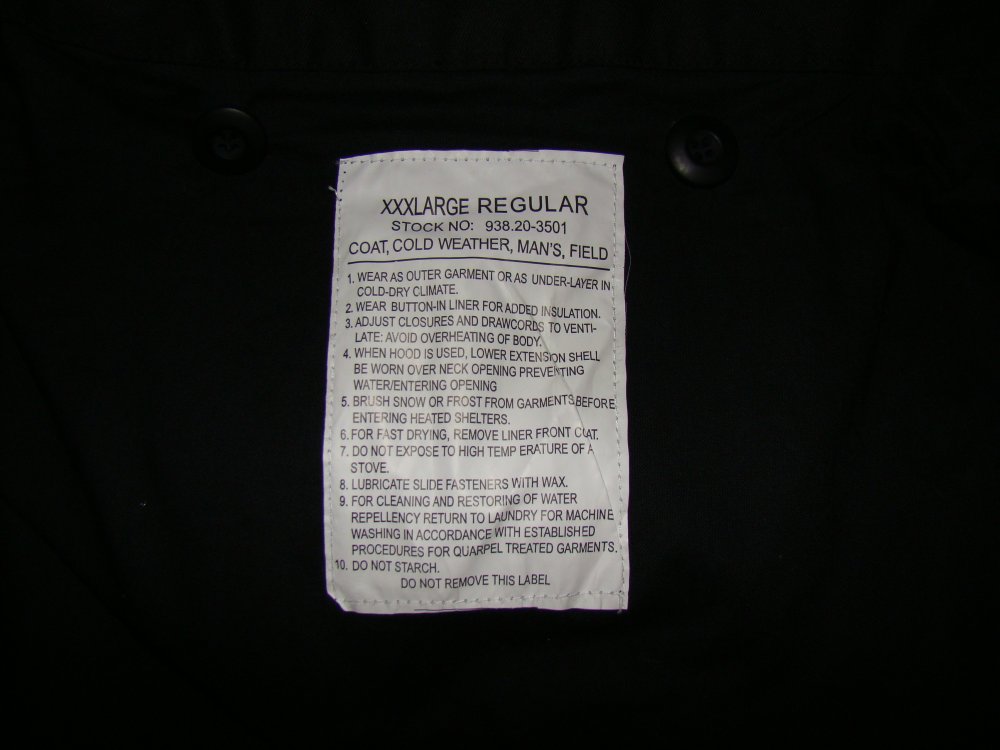 XXXLARGE REGULAR
STOCK NO: 938.20-3501
COAT, COLD WEATHER, MAN'S, FIELD
1. WEAR AS OUTER GARMENT OR AS UNDER-LAYER IN
COLD-DRY CLIMATE.
2. WEAR BUTTON-IN LINER FOR ADDED INSULATION.
3. ADJUST CLOSURES AND DRAWCORDS TO VENTI-
LATE: AVOID OVERHEATING OF BODY.
4. WHEN HOOD IS USED, LOWER EXTENSION SHELL
BE WORN OVER NECK OPENING PREVENTING
WATER/ENTERING OPENING
5. BRUSH SNOW OR FROST FROM GARMENTS BEFORE
ENTERING HEATED SHELTERS.
6. FOR FAST DRYING, REMOVE LINER FRONT COAT.
7. DO NOT EXPOSE TO HIGH TEMP ERATURE OF A
STOVE.
8. LUBRICATE SLIDE FASTENERS WITH WAX.
9. FOR CLEANING AND RESTORING OF WATER
REPELLENCY RETURN TO LAUNDRY FOR MACHINE
WASHING IN ACCORDANCE WITH ESTABLISHED
PROCEDURES FOR QUARPEL TREATED GARMENTS.
10. DO NOT STARCH.
DO NOT REMOVE THIS LABEL